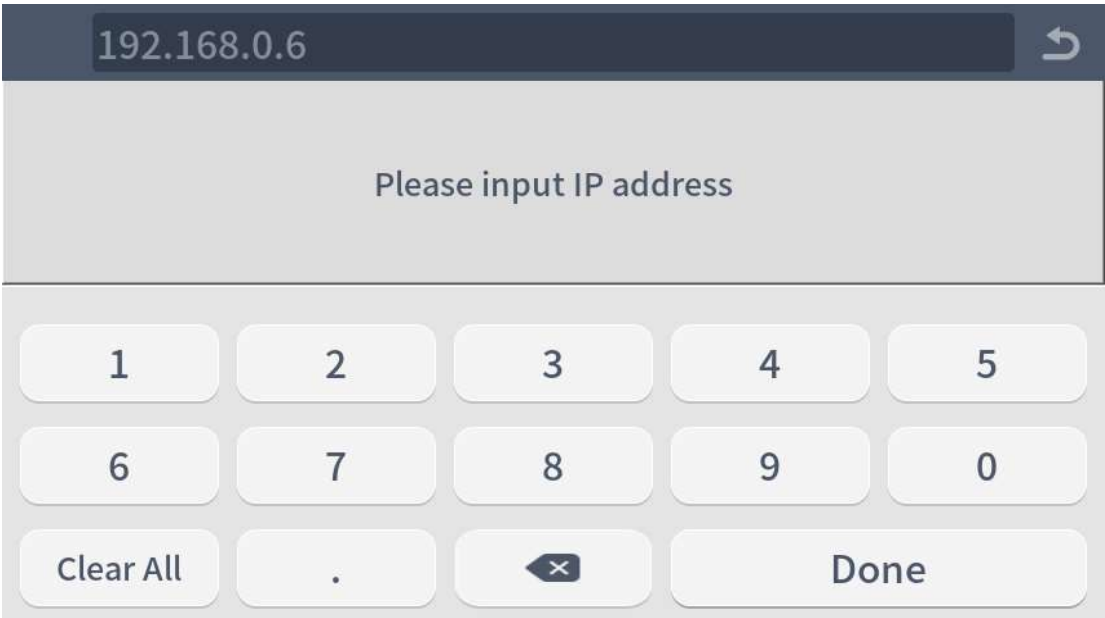 192.168.0.6
Please input IP address
1 2 3 4 5
6 7 8 9 0
Clear All . Done